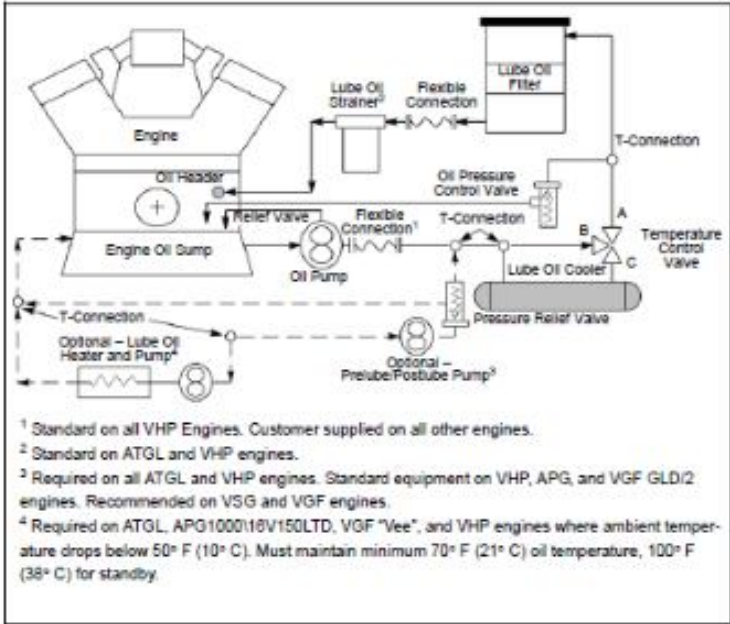 Lube Oil
Filter
Lube Oil
Strainer²
Flexible
Connection
Engine
T-Connection
Oil Header
Oil Pressure
Control Valve
Relief Valve
Flexible
Connection¹
T-Connection
A
B
C
Temperature
Control
Valve
Engine Oil Sump
Oil Pump
Lube Oil Cooler
T-Connection
Pressure Relief Valve
Optional – Lube Oil
Heater and Pump⁴
Optional –
Prelube/Postlube Pump³
¹ Standard on all VHP Engines. Customer supplied on all other engines.
² Standard on ATGL and VHP engines.
³ Required on all ATGL and VHP engines. Standard equipment on VHP, APG, and VGF GLD/2
engines. Recommended on VSG and VGF engines.
⁴ Required on ATGL, APG1000\16V150LTD, VGF "Vee", and VHP engines where ambient temper-
ature drops below 50° F (10° C). Must maintain minimum 70° F (21° C) oil temperature, 100° F
(38° C) for standby.